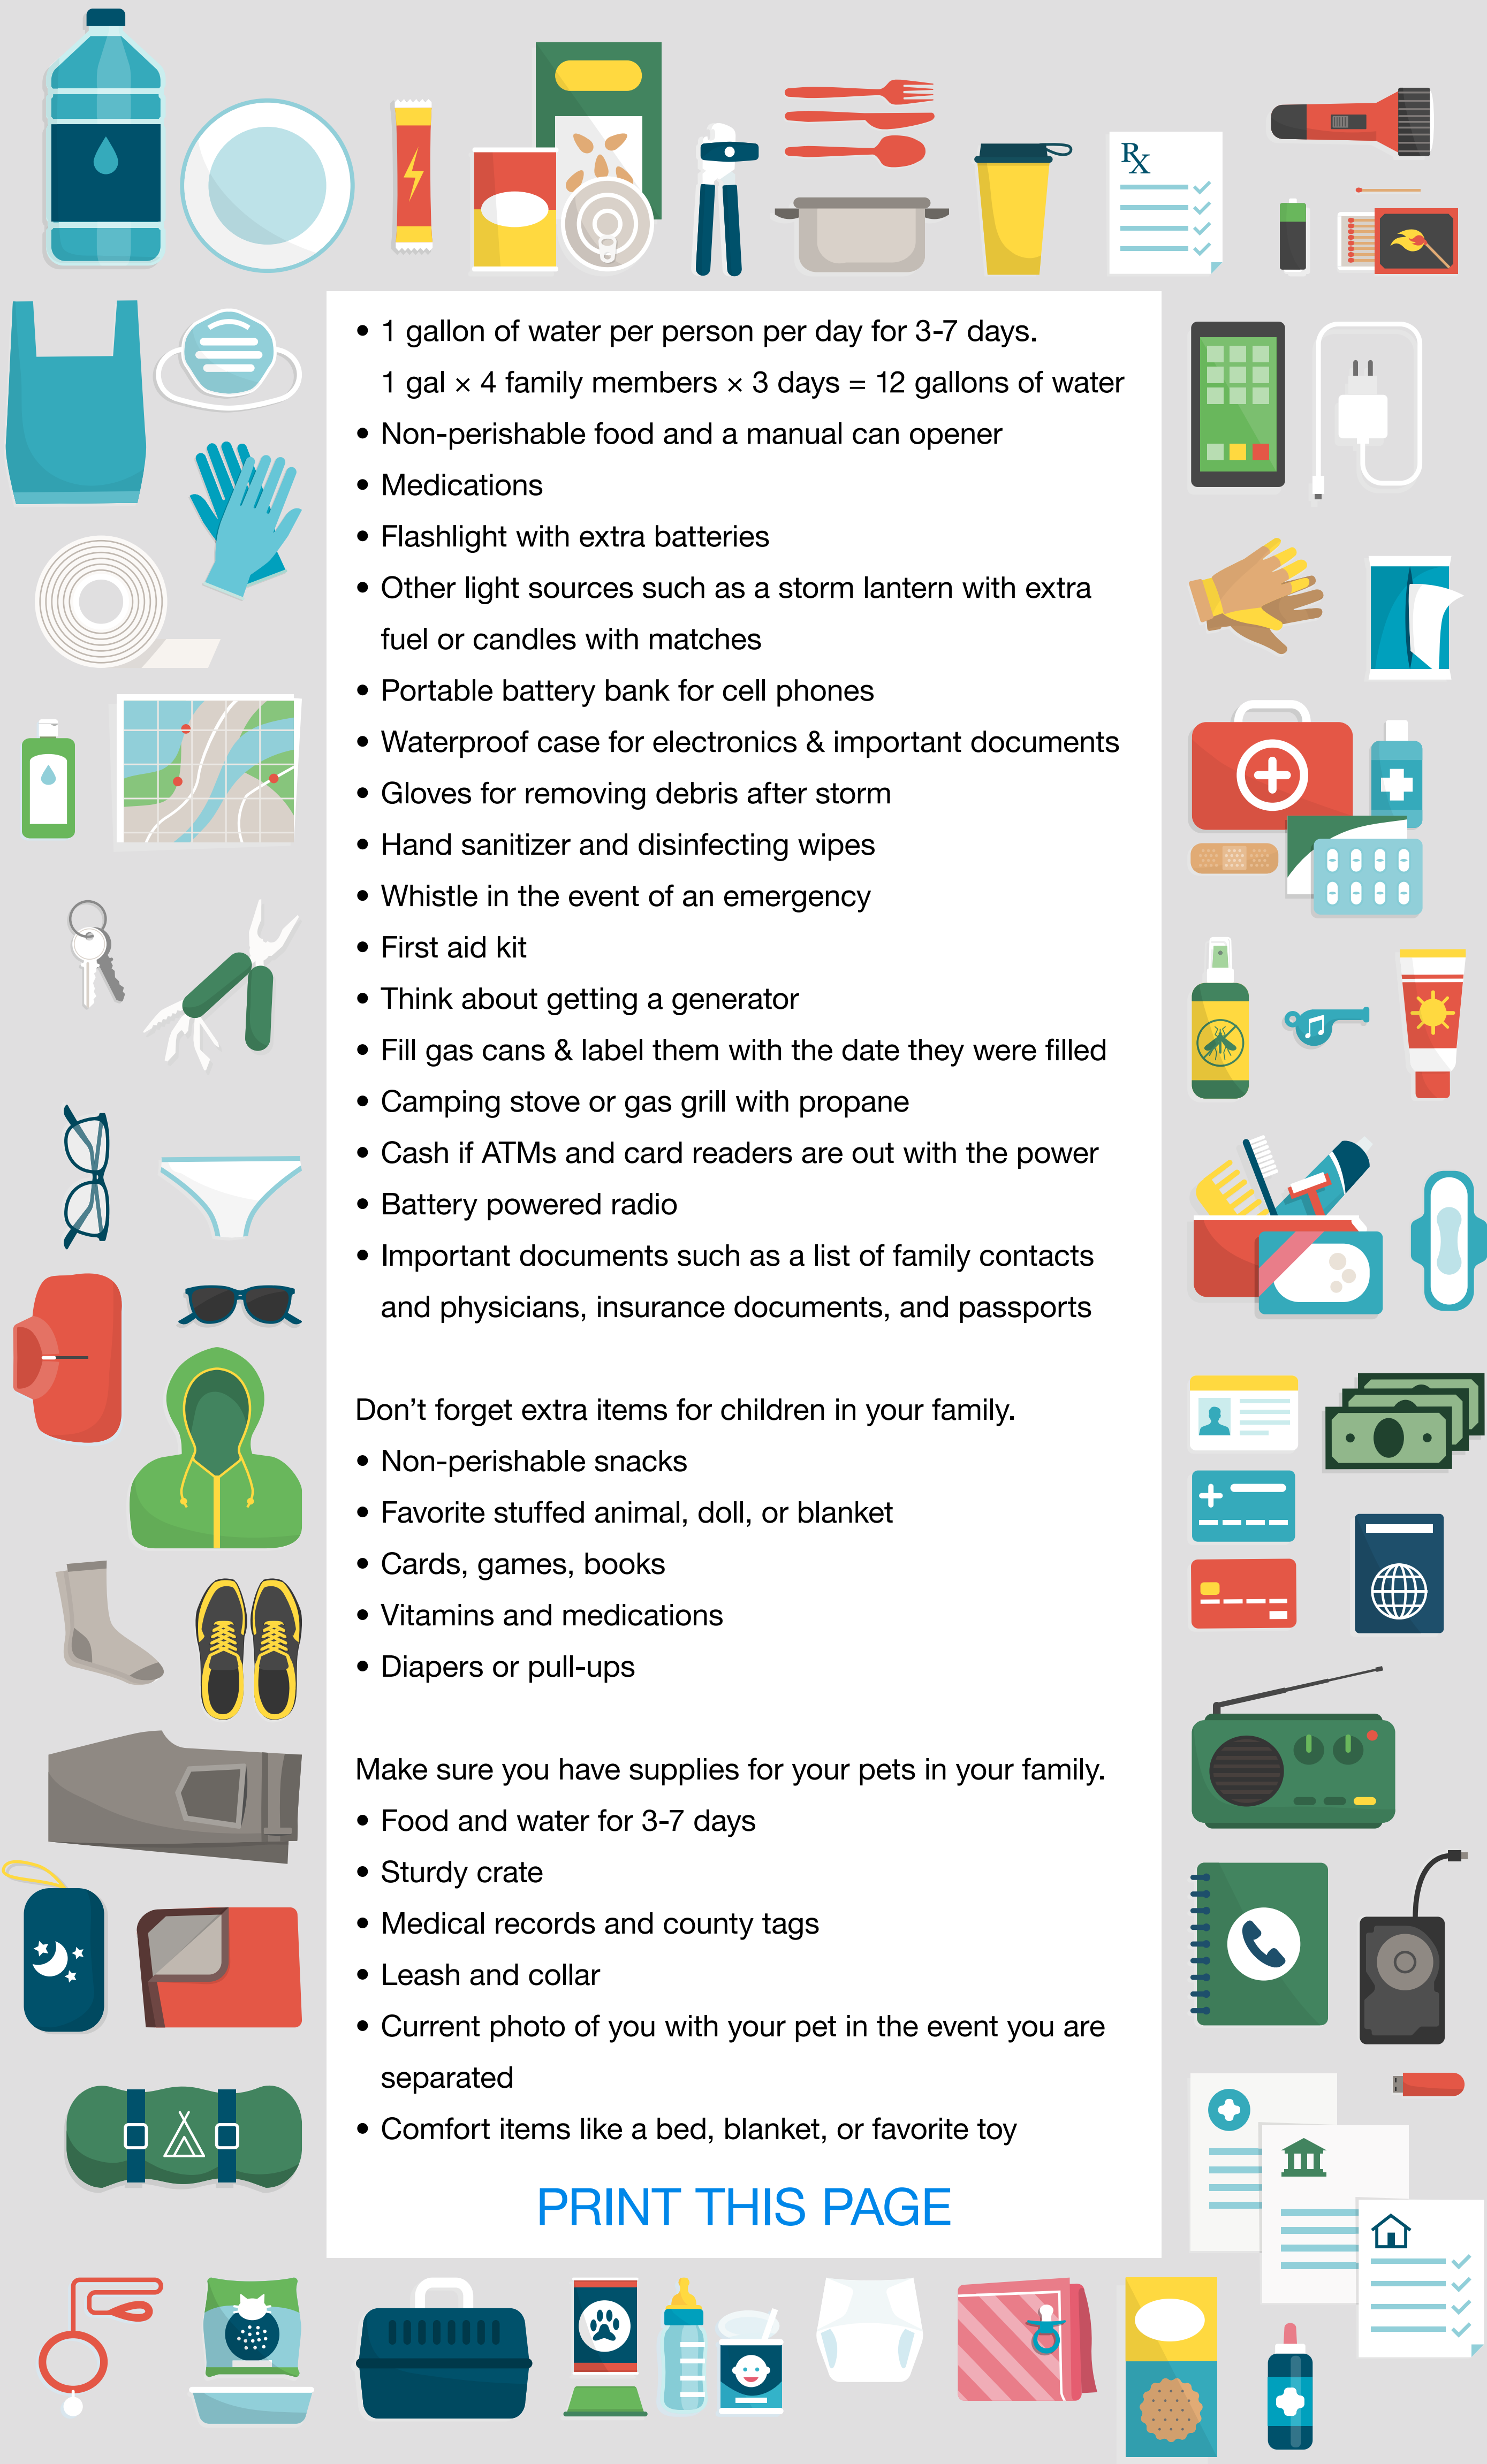 Rx
• 1 gallon of water per person per day for 3-7 days.
1 gal × 4 family members × 3 days = 12 gallons of water
• Non-perishable food and a manual can opener
• Medications
• Flashlight with extra batteries
• Other light sources such as a storm lantern with extra
fuel or candles with matches
• Portable battery bank for cell phones
• Waterproof case for electronics & important documents
• Gloves for removing debris after storm
• Hand sanitizer and disinfecting wipes
• Whistle in the event of an emergency
• First aid kit
• Think about getting a generator
• Fill gas cans & label them with the date they were filled
• Camping stove or gas grill with propane
• Cash if ATMs and card readers are out with the power
• Battery powered radio
• Important documents such as a list of family contacts
and physicians, insurance documents, and passports
Don’t forget extra items for children in your family.
• Non-perishable snacks
• Favorite stuffed animal, doll, or blanket
• Cards, games, books
• Vitamins and medications
• Diapers or pull-ups
Make sure you have supplies for your pets in your family.
• Food and water for 3-7 days
• Sturdy crate
• Medical records and county tags
• Leash and collar
• Current photo of you with your pet in the event you are
separated
• Comfort items like a bed, blanket, or favorite toy
PRINT THIS PAGE